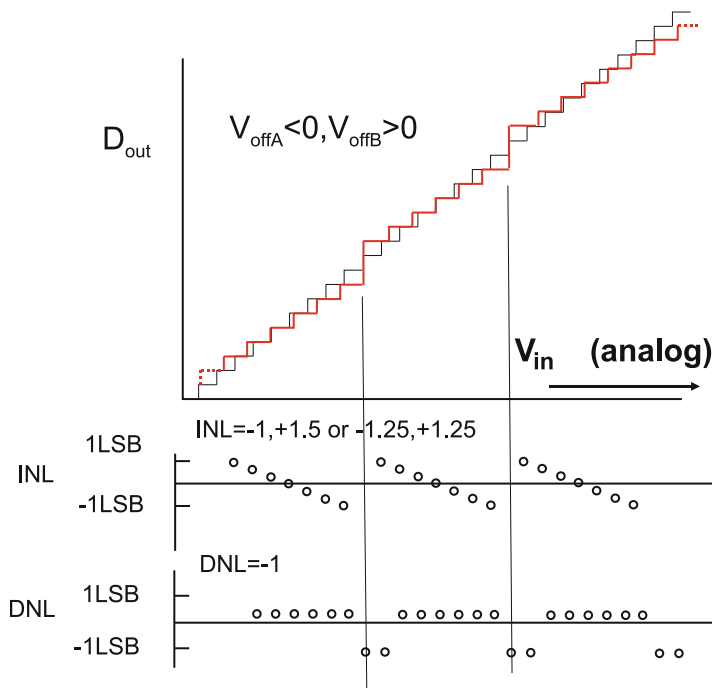 D_out
V_offA<0,V_offB>0
V_in (analog)
INL=-1,+1.5 or -1.25,+1.25
1LSB
INL
-1LSB
DNL=-1
1LSB
DNL
-1LSB